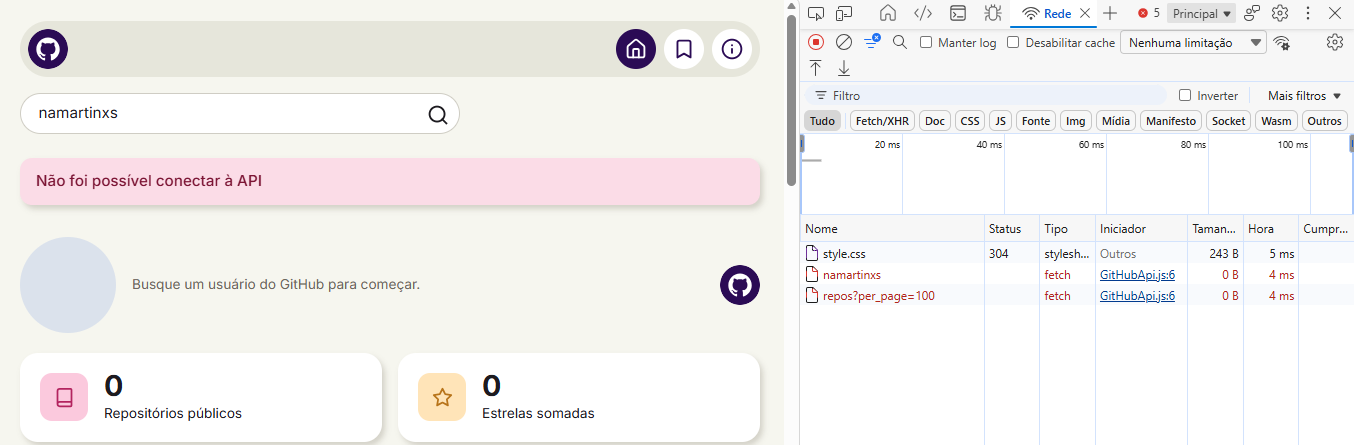 namartinxs
Não foi possível conectar à API
Busque um usuário do GitHub para começar.
0
Repositórios públicos
0
Estrelas somadas
Rede
5
Principal
Manter log
Desabilitar cache
Nenhuma limitação
Filtro
Inverter
Mais filtros
Tudo
Fetch/XHR
Doc
CSS
JS
Fonte
Img
Mídia
Manifesto
Socket
Wasm
Outros
20 ms
40 ms
60 ms
80 ms
100 ms
Nome Status Tipo Iniciador Taman... Hora Cumpr...
style.css 304 stylesh... Outros 243 B 5 ms
namartinxs fetch GitHubApi.js:6 0 B 4 ms
repos?per_page=100 fetch GitHubApi.js:6 0 B 4 ms